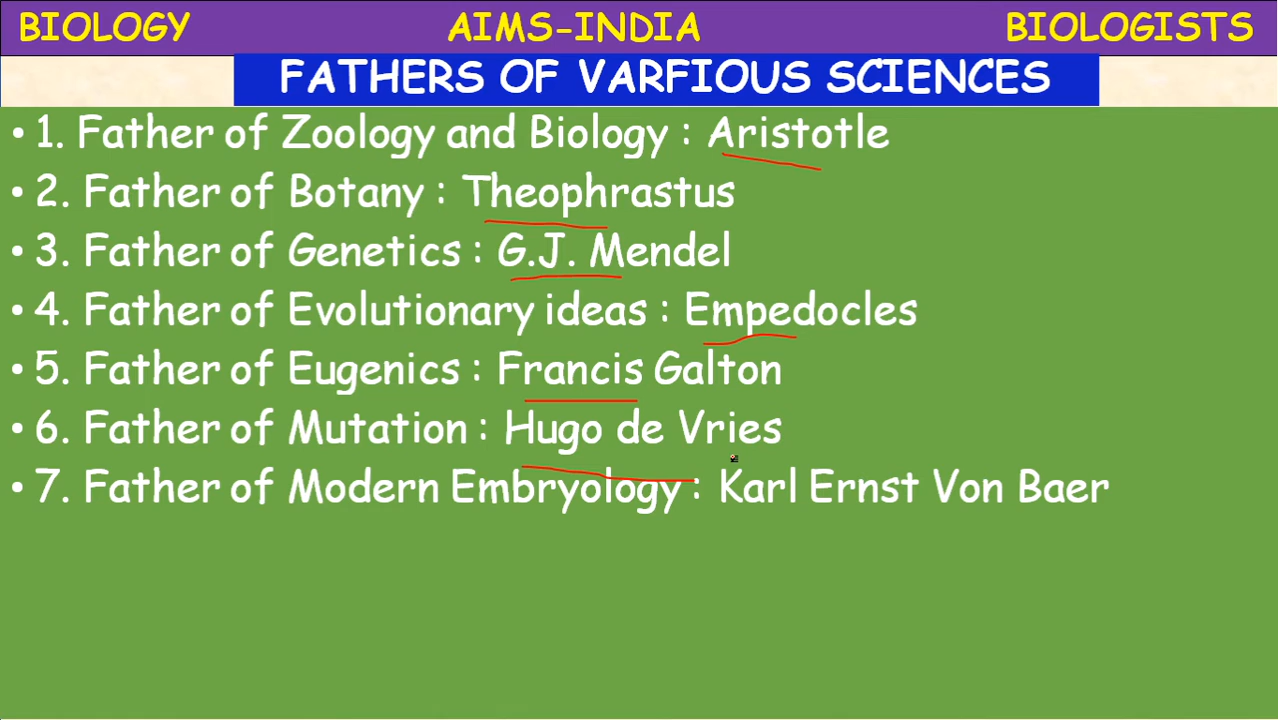 BIOLOGY AIMS-INDIA BIOLOGISTS
FATHERS OF VARFIOUS SCIENCES
• 1. Father of Zoology and Biology : Aristotle
• 2. Father of Botany : Theophrastus
• 3. Father of Genetics : G.J. Mendel
• 4. Father of Evolutionary ideas : Empedocles
• 5. Father of Eugenics : Francis Galton
• 6. Father of Mutation : Hugo de Vries
• 7. Father of Modern Embryology : Karl Ernst Von Baer